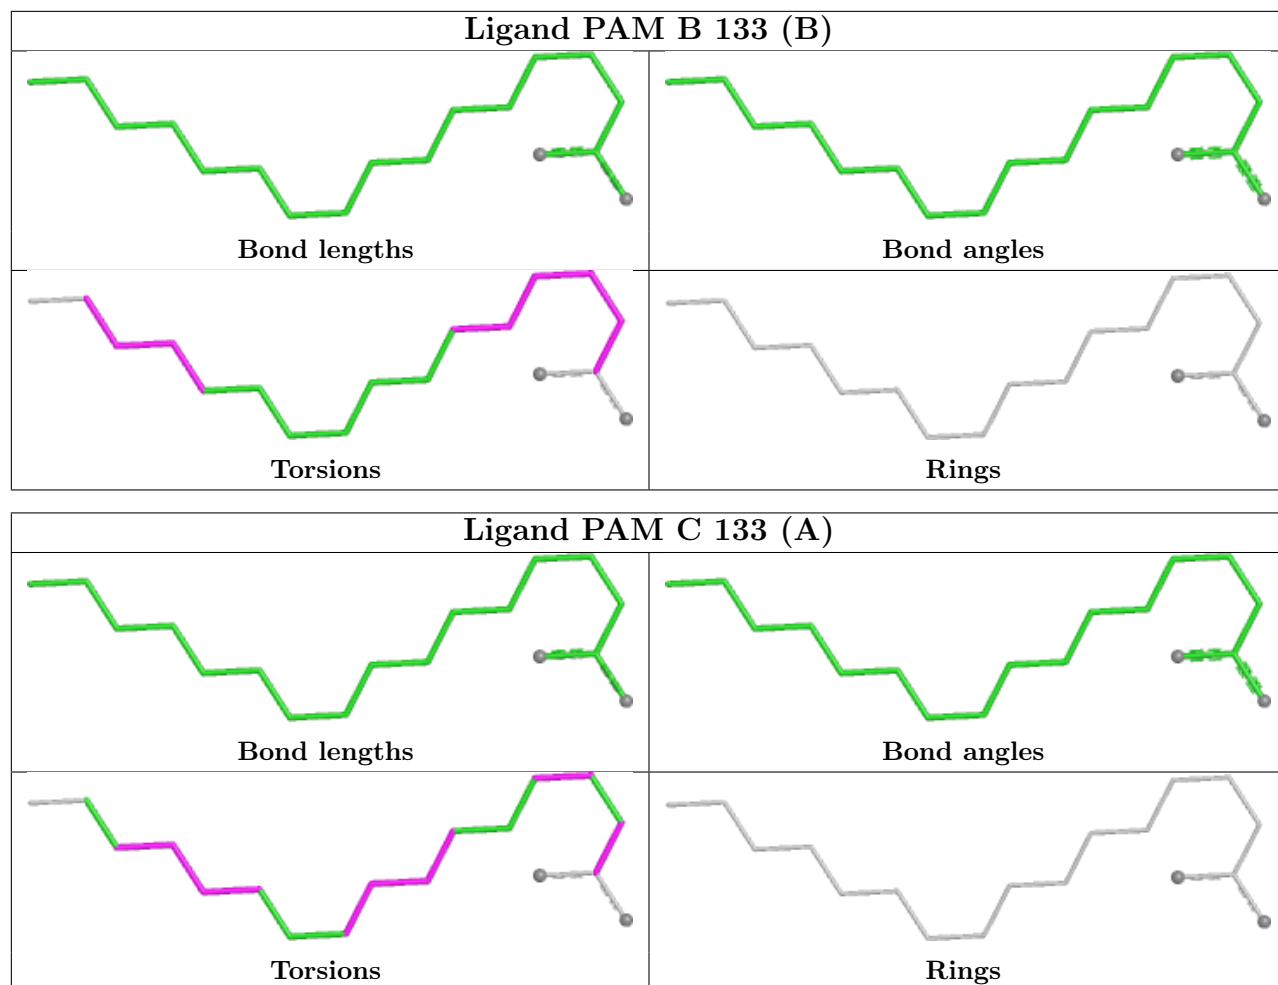 Ligand PAM B 133 (B)
Bond lengths
Bond angles
Torsions
Rings
Ligand PAM C 133 (A)
Bond lengths
Bond angles
Torsions
Rings